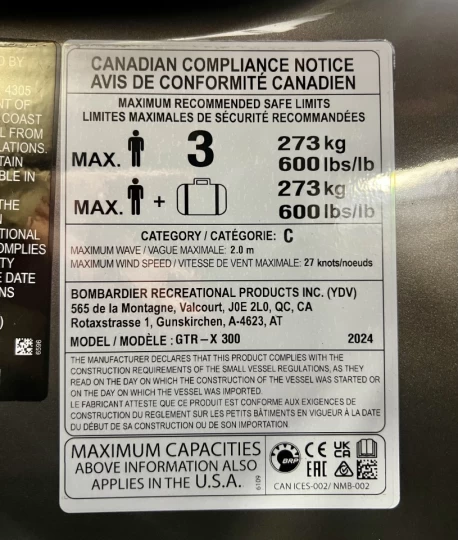 D BY
4305
NT OF
COAST
L FROM
LATIONS.
TAIN
BLE IN
THE
N
TIONAL
OMPLIES
TY
E DATE
NS
)
6596
CANADIAN COMPLIANCE NOTICE
AVIS DE CONFORMITÉ CANADIEN
MAXIMUM RECOMMENDED SAFE LIMITS
LIMITES MAXIMALES DE SÉCURITÉ RECOMMANDÉES
MAX. 3 273 kg
600 lbs/lb
MAX. + 273 kg
600 lbs/lb
CATEGORY / CATÉGORIE: C
MAXIMUM WAVE / VAGUE MAXIMALE: 2.0 m
MAXIMUM WIND SPEED / VITESSE DE VENT MAXIMALE: 27 knots/noeuds
BOMBARDIER RECREATIONAL PRODUCTS INC. (YDV)
565 de la Montagne, Valcourt, J0E 2L0, QC, CA
Rotaxstrasse 1, Gunskirchen, A-4623, AT
MODEL / MODÈLE : GTR-X 300 2024
THE MANUFACTURER DECLARES THAT THIS PRODUCT COMPLIES WITH THE
CONSTRUCTION REQUIREMENTS OF THE SMALL VESSEL REGULATIONS, AS THEY
READ ON THE DAY ON WHICH THE CONSTRUCTION OF THE VESSEL WAS STARTED OR
ON THE DAY ON WHICH THE VESSEL WAS IMPORTED.
LE FABRICANT ATTESTE QUE CE PRODUIT EST CONFORME AUX EXIGENCES DE
CONSTRUCTION DU REGLEMENT SUR LES PETITS BÂTIMENTS EN VIGUEUR À LA DATE
DU DÉBUT DE SA CONSTRUCTION OU DE SON IMPORTATION.
MAXIMUM CAPACITIES
ABOVE INFORMATION ALSO
APPLIES IN THE U.S.A.
6109
BRP CE UK CA
EAC
CAN ICES-002/ NMB-002